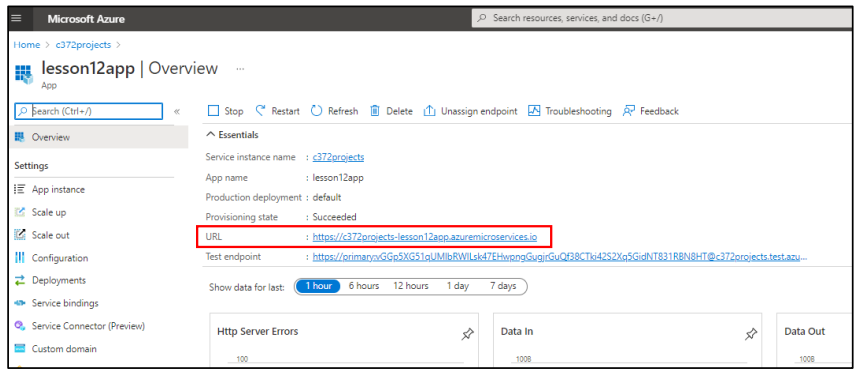 Microsoft Azure
Search resources, services, and docs (G+/)
Home > c372projects >
lesson12app | Overview ...
App
Search (Ctrl+/) «
Stop Restart Refresh Delete Unassign endpoint Troubleshooting Feedback
Overview
Essentials
Settings
Service instance name : c372projects
App instance
App name : lesson12app
Production deployment : default
Scale up
Provisioning state : Succeeded
Scale out
URL : https://c372projects-lesson12app.azuremicroservices.io
Configuration
Test endpoint : https://primary:vGGp5XG51qUMIbRWILsk47EHwpngGugjrGuQf38CTki42S2Xq5GidNT831RBN8HT@c372projects.test.azu...
Deployments
Show data for last: 1 hour 6 hours 12 hours 1 day 7 days
Service bindings
Service Connector (Preview)
Http Server Errors Data In Data Out
Custom domain
100 100B 100B